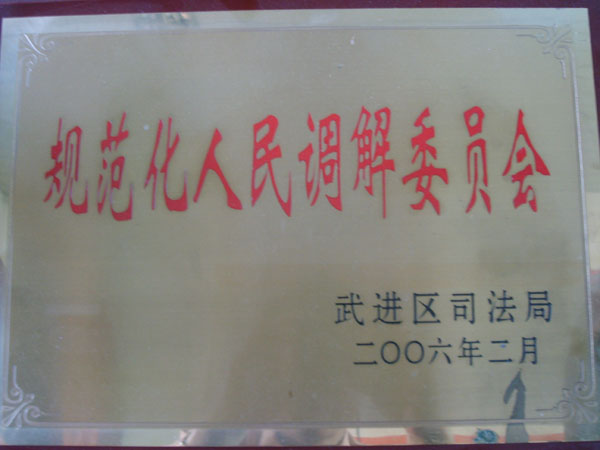 规范化人民调解委员会
武进区司法局
二〇〇六年二月